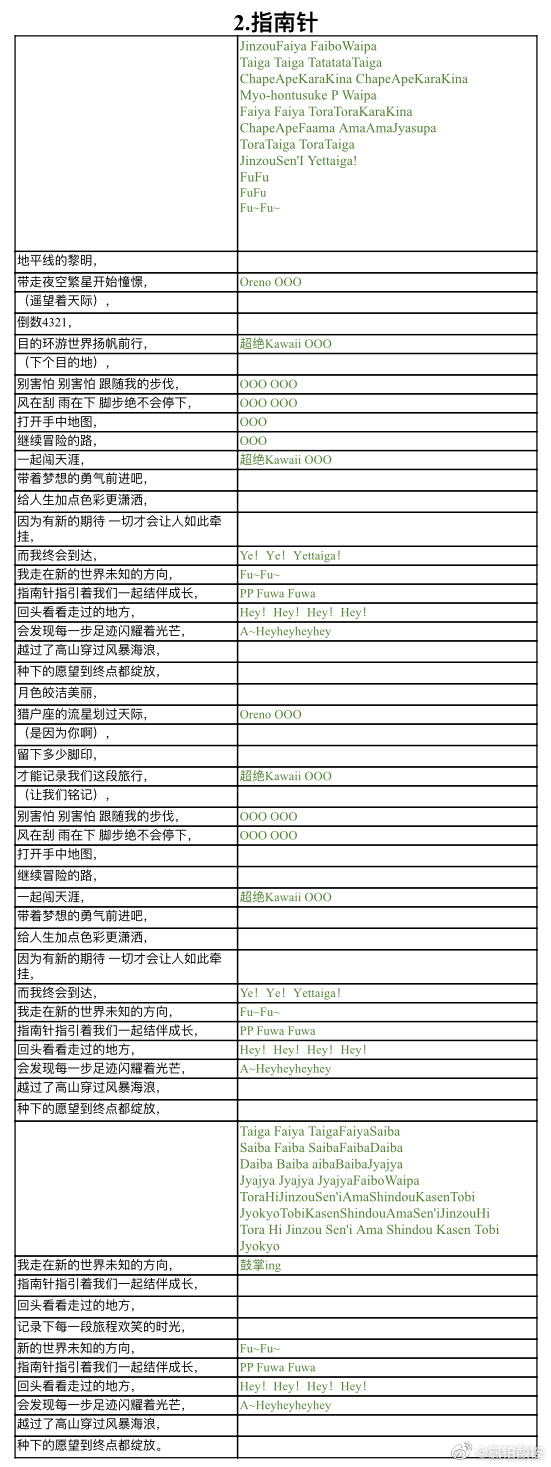 2.指南针
JinzouFaiya FaiboWaipa
Taiga Taiga TatatataTaiga
ChapeApeKaraKina ChapeApeKaraKina
Myo-hontusuke P Waipa
Faiya Faiya ToraToraKaraKina
ChapeApeFaama AmaAmaJyasupa
ToraTaiga ToraTaiga
JinzouSen'I Yettaiga!
FuFu
FuFu
Fu~Fu~
地平线的黎明，
带走夜空繁星开始憧憬， Oreno OOO
（遥望着天际），
倒数4321，
目的环游世界扬帆前行， 超绝Kawaii OOO
（下个目的地），
别害怕 别害怕 跟随我的步伐， OOO OOO
风在刮 雨在下 脚步绝不会停下， OOO OOO
打开手中地图， OOO
继续冒险的路， OOO
一起闯天涯， 超绝Kawaii OOO
带着梦想的勇气前进吧，
给人生加点色彩更潇洒，
因为有新的期待 一切才会让人如此牵
挂，
而我终会到达， Ye！Ye！Yettaiga！
我走在新的世界未知的方向， Fu~Fu~
指南针指引着我们一起结伴成长， PP Fuwa Fuwa
回头看看走过的地方， Hey！Hey！Hey！Hey！
会发现每一步足迹闪耀着光芒， A~Heyheyheyhey
越过了高山穿过风暴海浪，
种下的愿望到终点都绽放，
月色皎洁美丽，
猎户座的流星划过天际， Oreno OOO
（是因为你啊），
留下多少脚印，
才能记录我们这段旅行， 超绝Kawaii OOO
（让我们铭记），
别害怕 别害怕 跟随我的步伐， OOO OOO
风在刮 雨在下 脚步绝不会停下， OOO OOO
打开手中地图，
继续冒险的路，
一起闯天涯， 超绝Kawaii OOO
带着梦想的勇气前进吧，
给人生加点色彩更潇洒，
因为有新的期待 一切才会让人如此牵
挂，
而我终会到达， Ye！Ye！Yettaiga！
我走在新的世界未知的方向， Fu~Fu~
指南针指引着我们一起结伴成长， PP Fuwa Fuwa
回头看看走过的地方， Hey！Hey！Hey！Hey！
会发现每一步足迹闪耀着光芒， A~Heyheyheyhey
越过了高山穿过风暴海浪，
种下的愿望到终点都绽放，
Taiga Faiya TaigaFaiyaSaiba
Saiba Faiba SaibaFaibaDaiba
Daiba Baiba aibaBaibaJyajya
Jyajya Jyajya JyajyaFaiboWaipa
ToraHiJinzouSen'iAmaShindouKasenTobi
JyokyoTobiKasenShindouAmaSen'iJinzouHi
Tora Hi Jinzou Sen'i Ama Shindou Kasen Tobi
Jyokyo
我走在新的世界未知的方向， 鼓掌ing
指南针指引着我们一起结伴成长，
回头看看走过的地方，
记录下每一段旅程欢笑的时光，
新的世界未知的方向， Fu~Fu~
指南针指引着我们一起结伴成长， PP Fuwa Fuwa
回头看看走过的地方， Hey！Hey！Hey！Hey！
会发现每一步足迹闪耀着光芒， A~Heyheyheyhey
越过了高山穿过风暴海浪，
种下的愿望到终点都绽放。